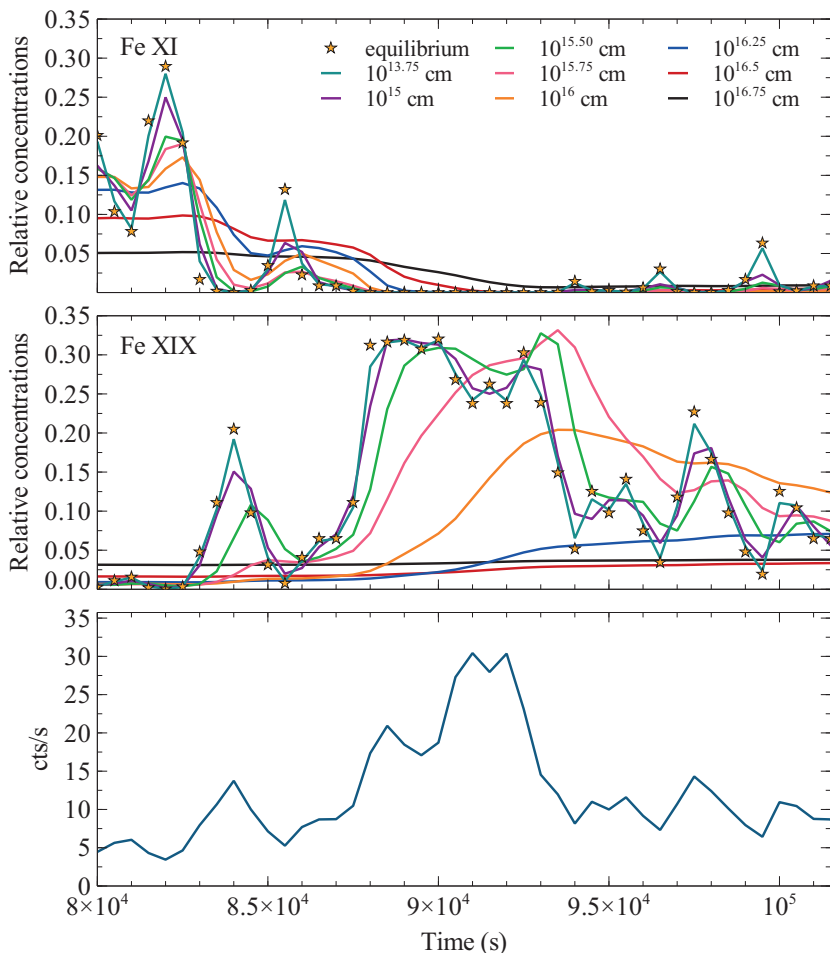 Relative concentrations
0.35
0.30
0.25
0.20
0.15
0.10
0.05
Fe XI
equilibrium
10^13.75 cm
10^15 cm
10^15.50 cm
10^15.75 cm
10^16 cm
10^16.25 cm
10^16.5 cm
10^16.75 cm
Relative concentrations
0.35
0.30
0.25
0.20
0.15
0.10
0.05
0.00
Fe XIX
cts/s
35
30
25
20
15
10
5
0
8×10^4
8.5×10^4
9×10^4
9.5×10^4
10^5
Time (s)